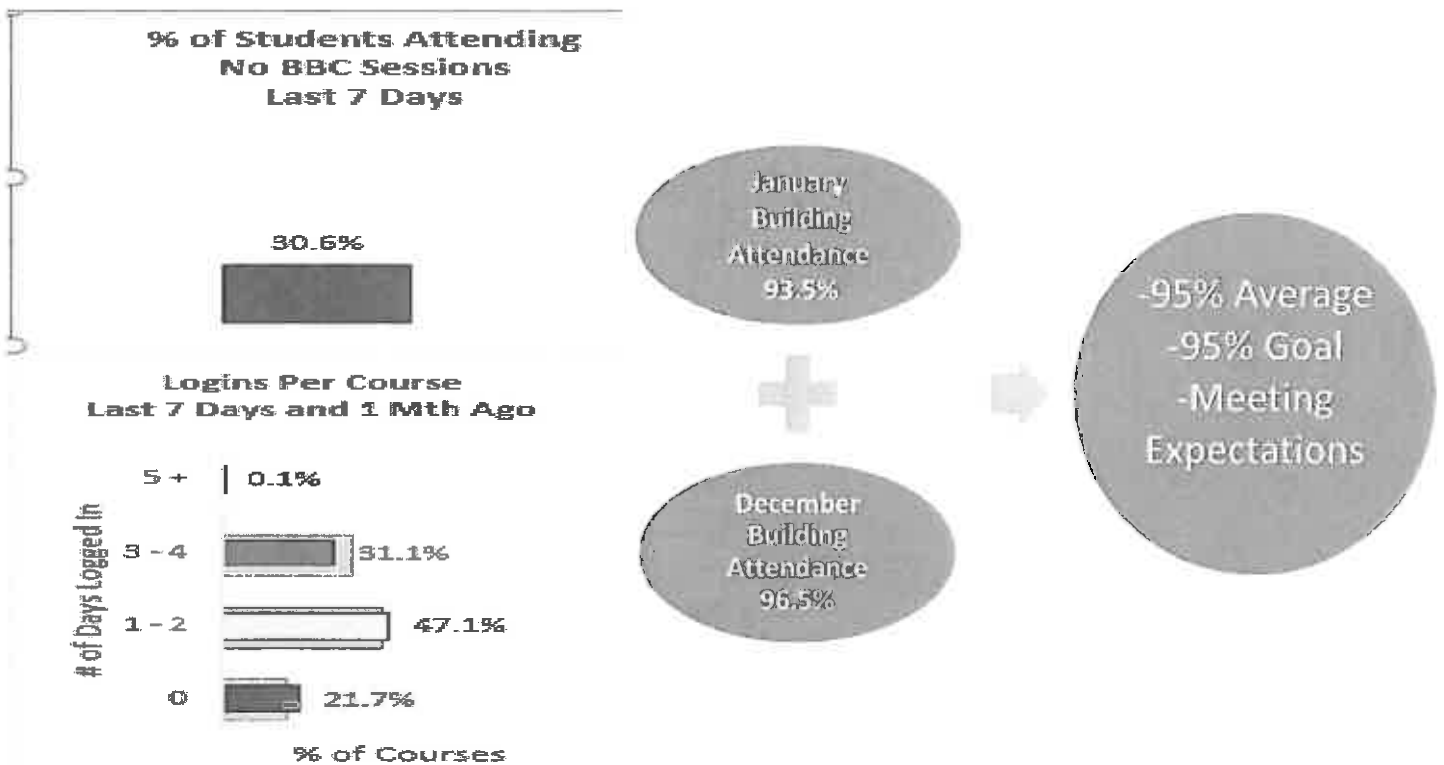 % of Students Attending
No BBC Sessions
Last 7 Days
30.6%
Logins Per Course
Last 7 Days and 1 Mth Ago
# of Days Logged In
5 +
0.1%
3 - 4
31.1%
1 - 2
47.1%
0
21.7%
% of Courses
January
Building
Attendance
93.5%
December
Building
Attendance
96.5%
-95% Average
-95% Goal
-Meeting
Expectations